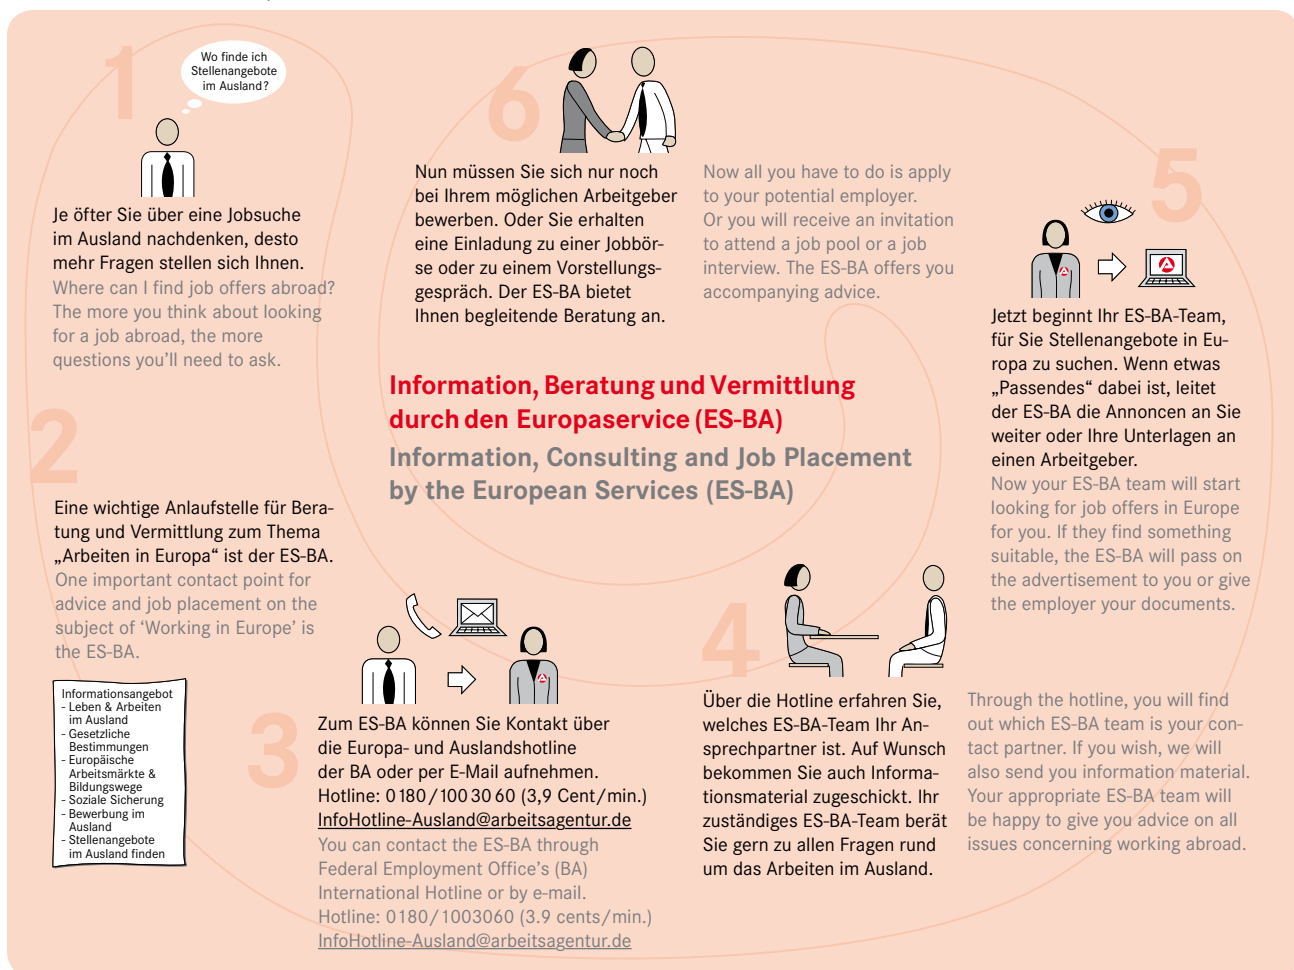 1
Wo finde ich
Stellenangebote
im Ausland?
Je öfter Sie über eine Jobsuche
im Ausland nachdenken, desto
mehr Fragen stellen sich Ihnen.
Where can I find job offers abroad?
The more you think about looking
for a job abroad, the more
questions you’ll need to ask.
2
Eine wichtige Anlaufstelle für Bera-
tung und Vermittlung zum Thema
„Arbeiten in Europa“ ist der ES-BA.
One important contact point for
advice and job placement on the
subject of ‘Working in Europe’ is
the ES-BA.
Informationsangebot
- Leben & Arbeiten
im Ausland
- Gesetzliche
Bestimmungen
- Europäische
Arbeitsmärkte &
Bildungswege
- Soziale Sicherung
- Bewerbung im
Ausland
- Stellenangebote
im Ausland finden
3
Zum ES-BA können Sie Kontakt über
die Europa- und Auslandshotline
der BA oder per E-Mail aufnehmen.
Hotline: 0180/1003060 (3,9 Cent/min.)
InfoHotline-Ausland@arbeitsagentur.de
You can contact the ES-BA through
Federal Employment Office’s (BA)
International Hotline or by e-mail.
Hotline: 0180/1003060 (3.9 cents/min.)
InfoHotline-Ausland@arbeitsagentur.de
4
Über die Hotline erfahren Sie,
welches ES-BA-Team Ihr An-
sprechpartner ist. Auf Wunsch
bekommen Sie auch Informa-
tionsmaterial zugeschickt. Ihr
zuständiges ES-BA-Team berät
Sie gern zu allen Fragen rund
um das Arbeiten im Ausland.
Through the hotline, you will find
out which ES-BA team is your con-
tact partner. If you wish, we will
also send you information material.
Your appropriate ES-BA team will
be happy to give you advice on all
issues concerning working abroad.
5
Jetzt beginnt Ihr ES-BA-Team,
für Sie Stellenangebote in Eu-
ropa zu suchen. Wenn etwas
„Passendes“ dabei ist, leitet
der ES-BA die Annoncen an Sie
weiter oder Ihre Unterlagen an
einen Arbeitgeber.
Now your ES-BA team will start
looking for job offers in Europe
for you. If they find something
suitable, the ES-BA will pass on
the advertisement to you or give
the employer your documents.
6
Nun müssen Sie sich nur noch
bei Ihrem möglichen Arbeitgeber
bewerben. Oder Sie erhalten
eine Einladung zu einer Jobbör-
se oder zu einem Vorstellungs-
gespräch. Der ES-BA bietet
Ihnen begleitende Beratung an.
Now all you have to do is apply
to your potential employer.
Or you will receive an invitation
to attend a job pool or a job
interview. The ES-BA offers you
accompanying advice.
Information, Beratung und Vermittlung
durch den Europaservice (ES-BA)
Information, Consulting and Job Placement
by the European Services (ES-BA)